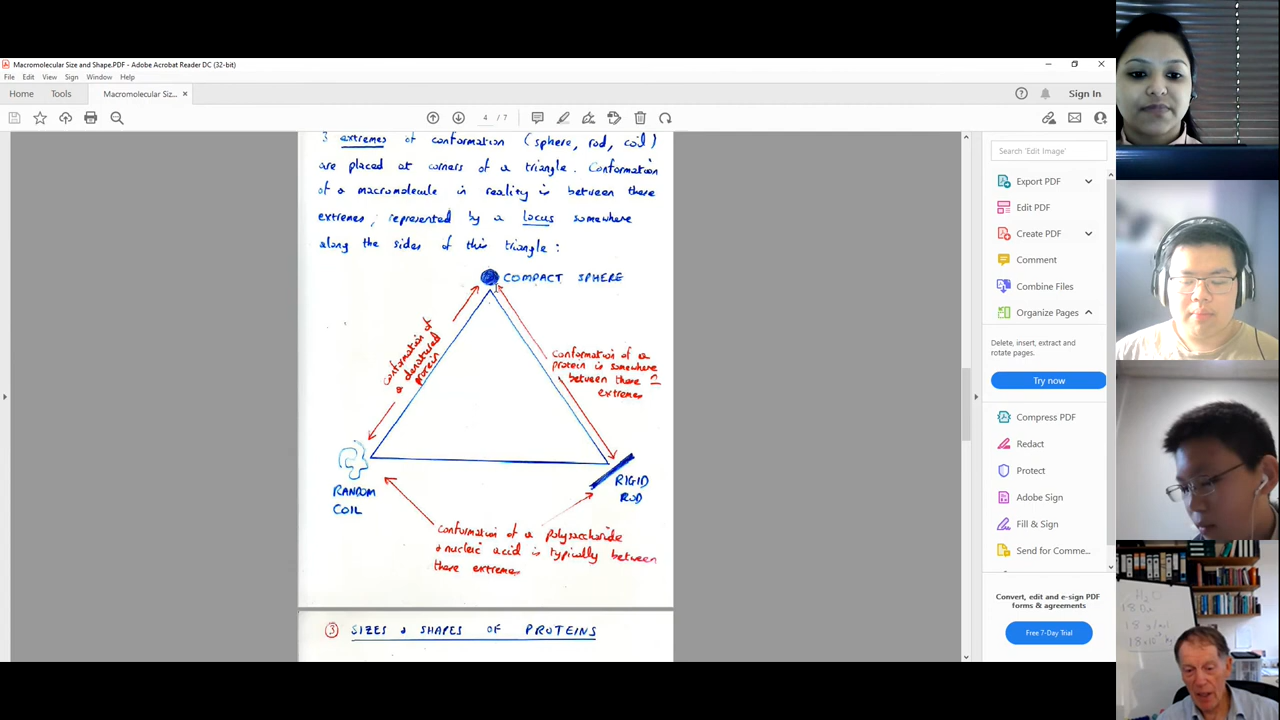 Macromolecular Size and Shape.PDF - Adobe Acrobat Reader DC (32-bit)
File Edit View Sign Window Help
Home Tools Macromolecular Siz... × Sign In
4 / 7
3 extremes of conformation (sphere, rod, coil)
are placed at corners of a triangle. Conformation
of a macromolecule in reality is between these
extremes, represented by a locus somewhere
along the sides of this triangle:
COMPACT SPHERE
conformation of
a denatured
protein
Conformation of a
protein is somewhere
between these 2
extremes
RANDOM
COIL
RIGID
ROD
Conformation of a polysaccharide
+ nucleic acid is typically between
these extremes
③ SIZES + SHAPES OF PROTEINS
Search 'Edit Image'
Export PDF
Edit PDF
Create PDF
Comment
Combine Files
Organize Pages
Delete, insert, extract and
rotate pages.
Try now
Compress PDF
Redact
Protect
Adobe Sign
Fill & Sign
Send for Comme...
Convert, edit and e-sign PDF
forms & agreements
Free 7-Day Trial
H₂O
18 Da
18 g/mol